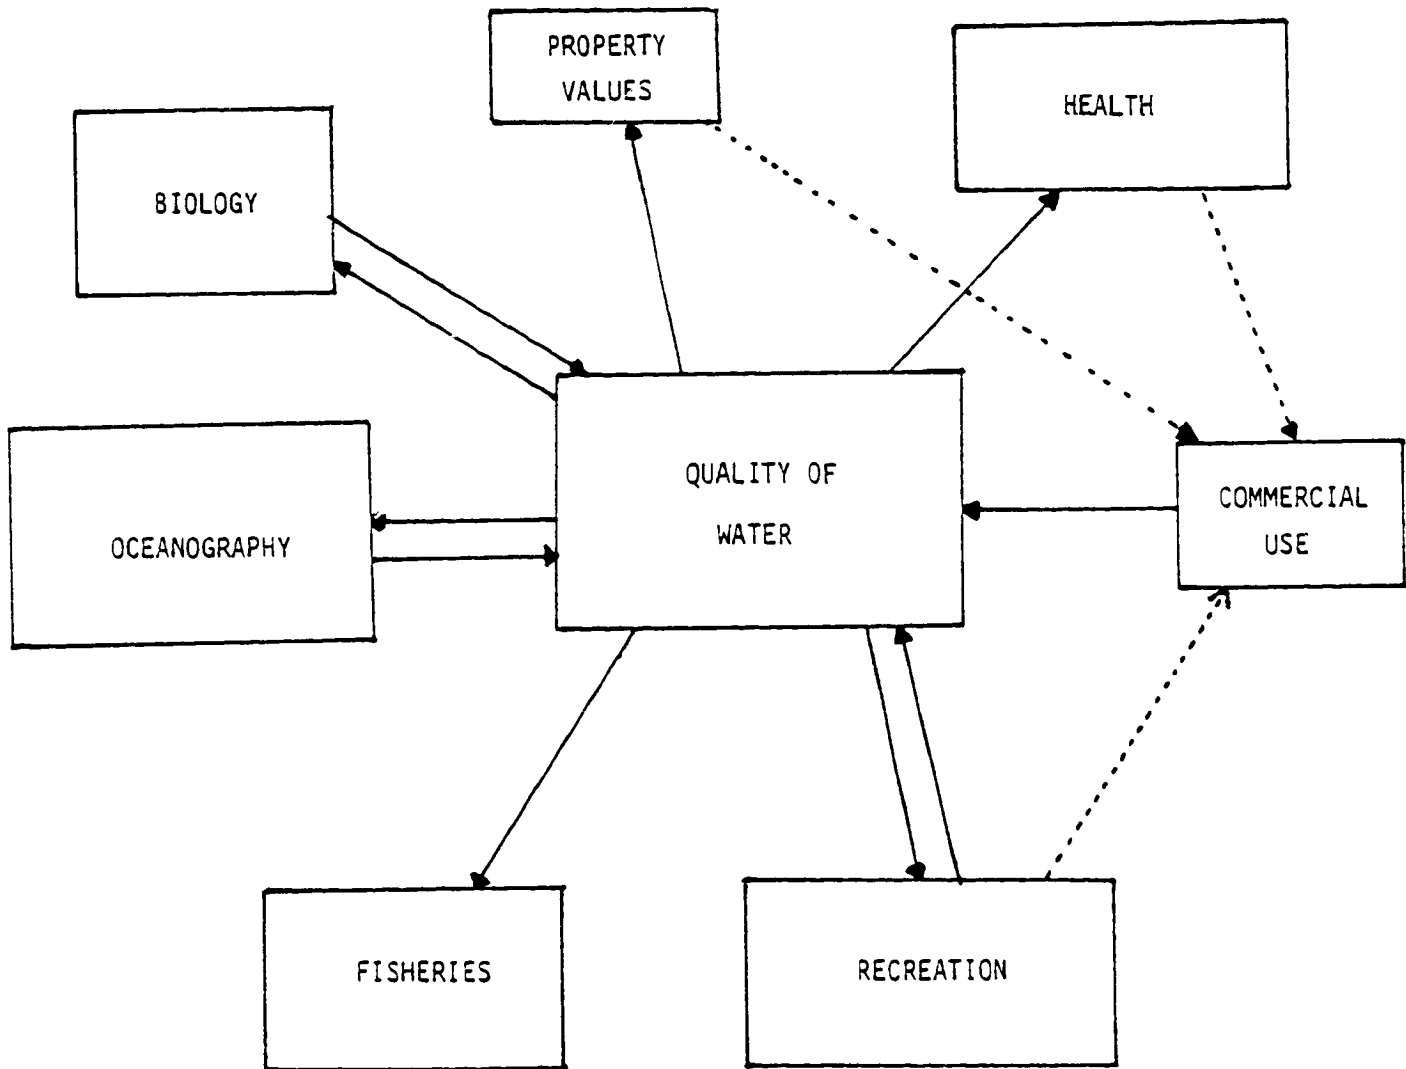 PROPERTY
VALUES
HEALTH
BIOLOGY
QUALITY OF
WATER
COMMERCIAL
USE
OCEANOGRAPHY
FISHERIES
RECREATION